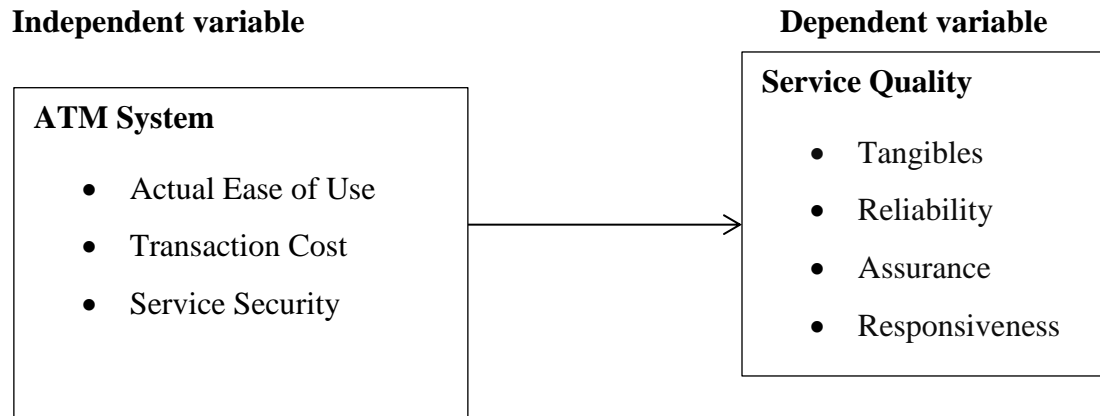 Independent variable
Dependent variable
ATM System
• Actual Ease of Use
• Transaction Cost
• Service Security
Service Quality
• Tangibles
• Reliability
• Assurance
• Responsiveness